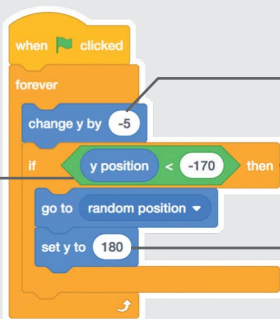 when clicked
forever
change y by -5
if y position < -170 then
go to random position
set y to 180